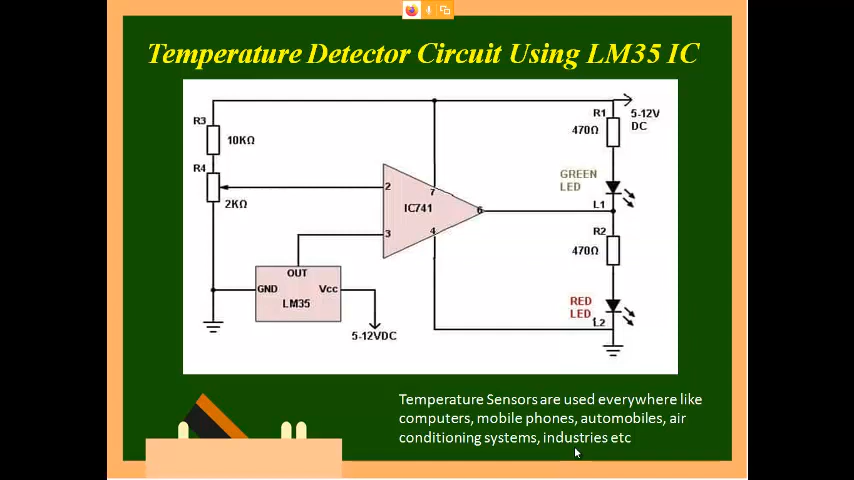 Temperature Detector Circuit Using LM35 IC
R3
10KΩ
R4
2KΩ
2
3
7
4
6
IC741
OUT
GND
Vcc
LM35
5-12VDC
R1
470Ω
5-12V
DC
GREEN
LED
L1
R2
470Ω
RED
LED
L2
Temperature Sensors are used everywhere like
computers, mobile phones, automobiles, air
conditioning systems, industries etc